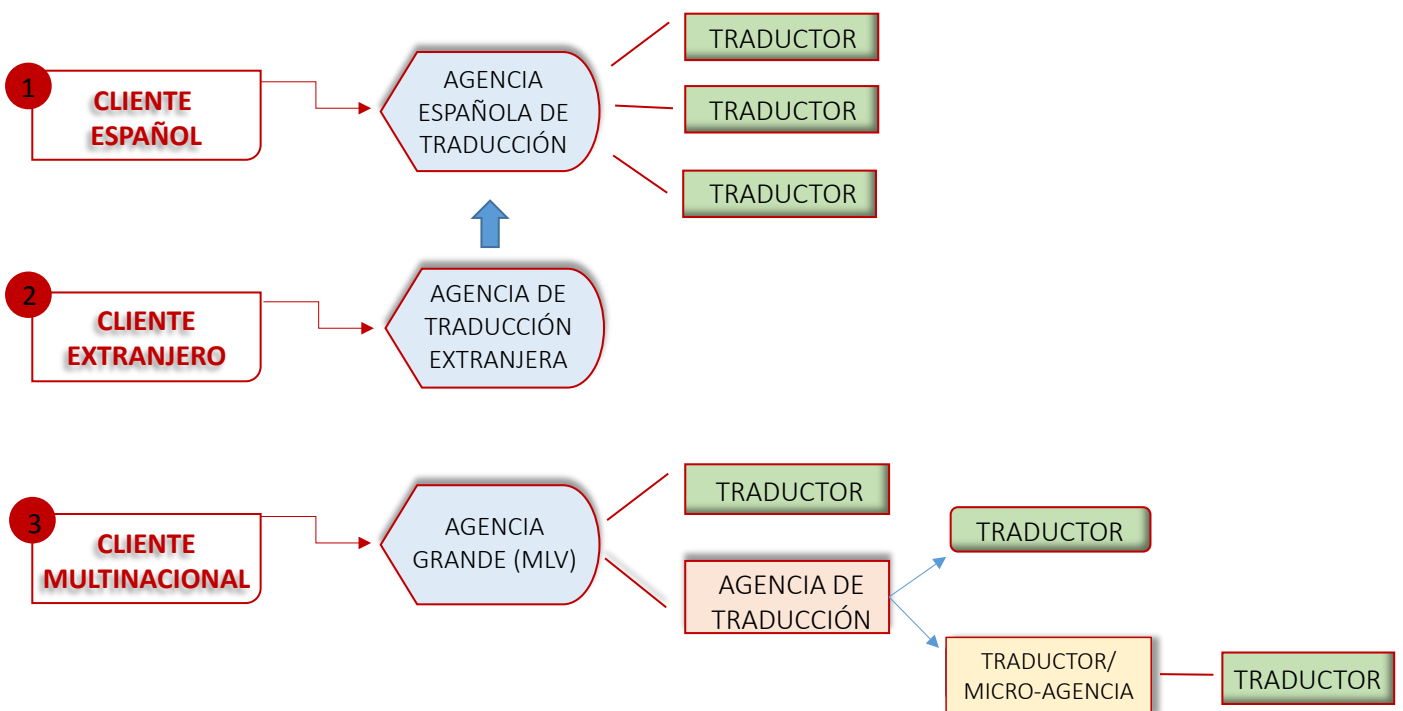 1
CLIENTE
ESPAÑOL
AGENCIA
ESPAÑOLA DE
TRADUCCIÓN
TRADUCTOR
TRADUCTOR
TRADUCTOR
2
CLIENTE
EXTRANJERO
AGENCIA DE
TRADUCCIÓN
EXTRANJERA
3
CLIENTE
MULTINACIONAL
AGENCIA
GRANDE (MLV)
TRADUCTOR
AGENCIA DE
TRADUCCIÓN
TRADUCTOR
TRADUCTOR/
MICRO-AGENCIA
TRADUCTOR